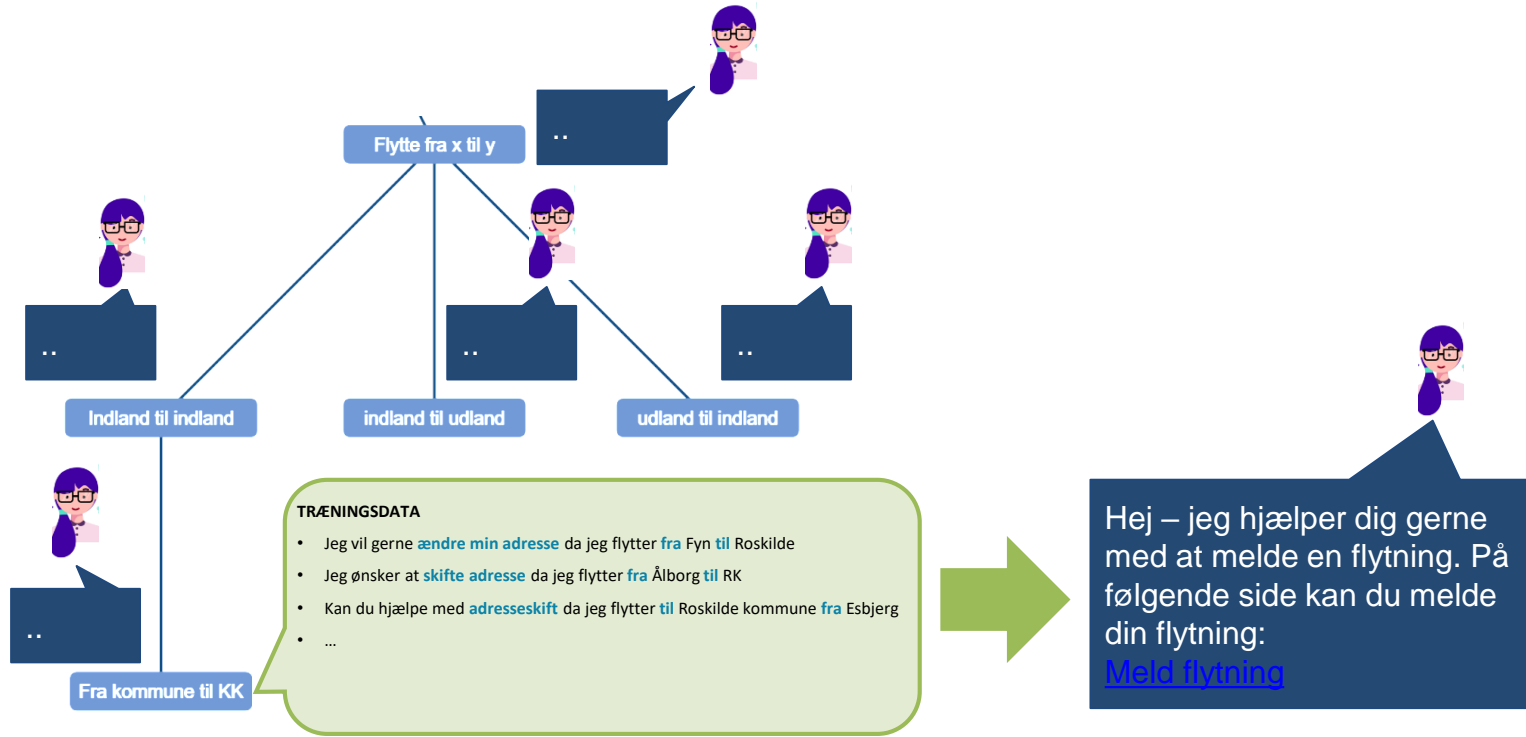 ..
Flytte fra x til y
..
..
..
Indland til indland
indland til udland
udland til indland
TRÆNINGSDATA
• Jeg vil gerne ændre min adresse da jeg flytter fra Fyn til Roskilde
• Jeg ønsker at skifte adresse da jeg flytter fra Ålborg til RK
• Kan du hjælpe med adresseskift da jeg flytter til Roskilde kommune fra Esbjerg
• ...
..
Fra kommune til KK
Hej – jeg hjælper dig gerne
med at melde en flytning. På
følgende side kan du melde
din flytning:
Meld flytning